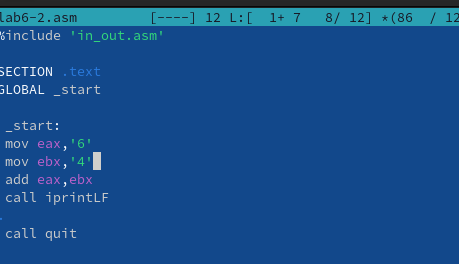 lab6-2.asm [----] 12 L:[ 1+ 7 8/ 12] *(86 / 12
%include 'in_out.asm'
SECTION .text
GLOBAL _start
_start:
mov eax,'6'
mov ebx,'4'
add eax,ebx
call iprintLF
.
call quit